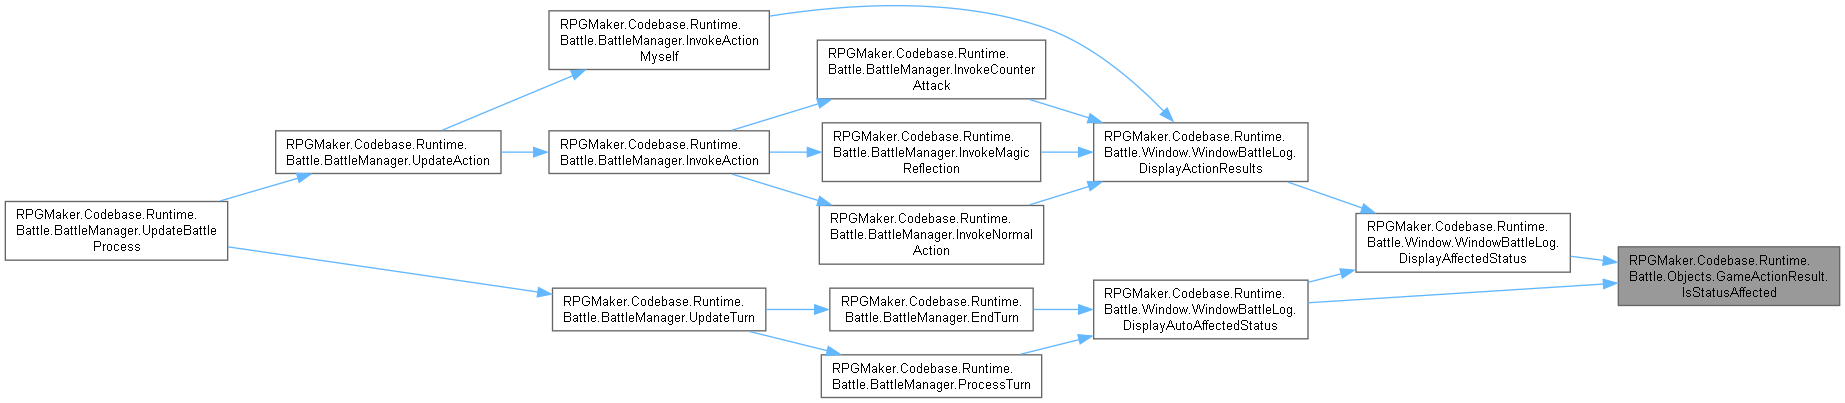 RPGMaker.Codebase.Runtime.
Battle.BattleManager.InvokeAction
Myself
RPGMaker.Codebase.Runtime.
Battle.BattleManager.InvokeCounter
Attack
RPGMaker.Codebase.Runtime.
Battle.BattleManager.UpdateAction
RPGMaker.Codebase.Runtime.
Battle.BattleManager.InvokeAction
RPGMaker.Codebase.Runtime.
Battle.BattleManager.InvokeMagic
Reflection
RPGMaker.Codebase.Runtime.
Battle.Window.WindowBattleLog.
DisplayActionResults
RPGMaker.Codebase.Runtime.
Battle.BattleManager.UpdateBattle
Process
RPGMaker.Codebase.Runtime.
Battle.BattleManager.InvokeNormal
Action
RPGMaker.Codebase.Runtime.
Battle.Window.WindowBattleLog.
DisplayAffectedStatus
RPGMaker.Codebase.Runtime.
Battle.Objects.GameActionResult.
IsStatusAffected
RPGMaker.Codebase.Runtime.
Battle.BattleManager.UpdateTurn
RPGMaker.Codebase.Runtime.
Battle.BattleManager.EndTurn
RPGMaker.Codebase.Runtime.
Battle.Window.WindowBattleLog.
DisplayAutoAffectedStatus
RPGMaker.Codebase.Runtime.
Battle.BattleManager.ProcessTurn